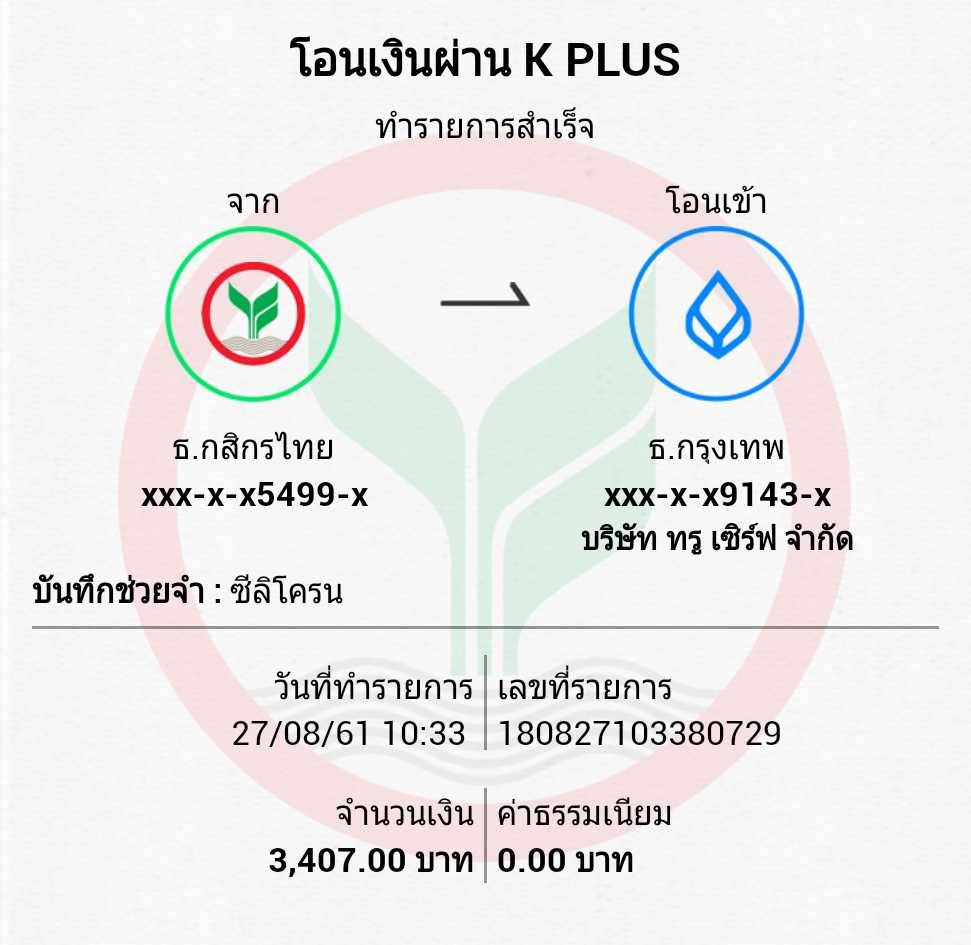 โอนเงินผ่าน K PLUS
ทำรายการสำเร็จ
จาก
โอนเข้า
ธ.กสิกรไทย
xxx-x-x5499-x
ธ.กรุงเทพ
xxx-x-x9143-x
บริษัท ทรู เซิร์ฟ จำกัด
บันทึกช่วยจำ : ซีลิโครน
วันที่ทำรายการ
27/08/61 10:33
เลขที่รายการ
180827103380729
จำนวนเงิน
3,407.00 บาท
ค่าธรรมเนียม
0.00 บาท